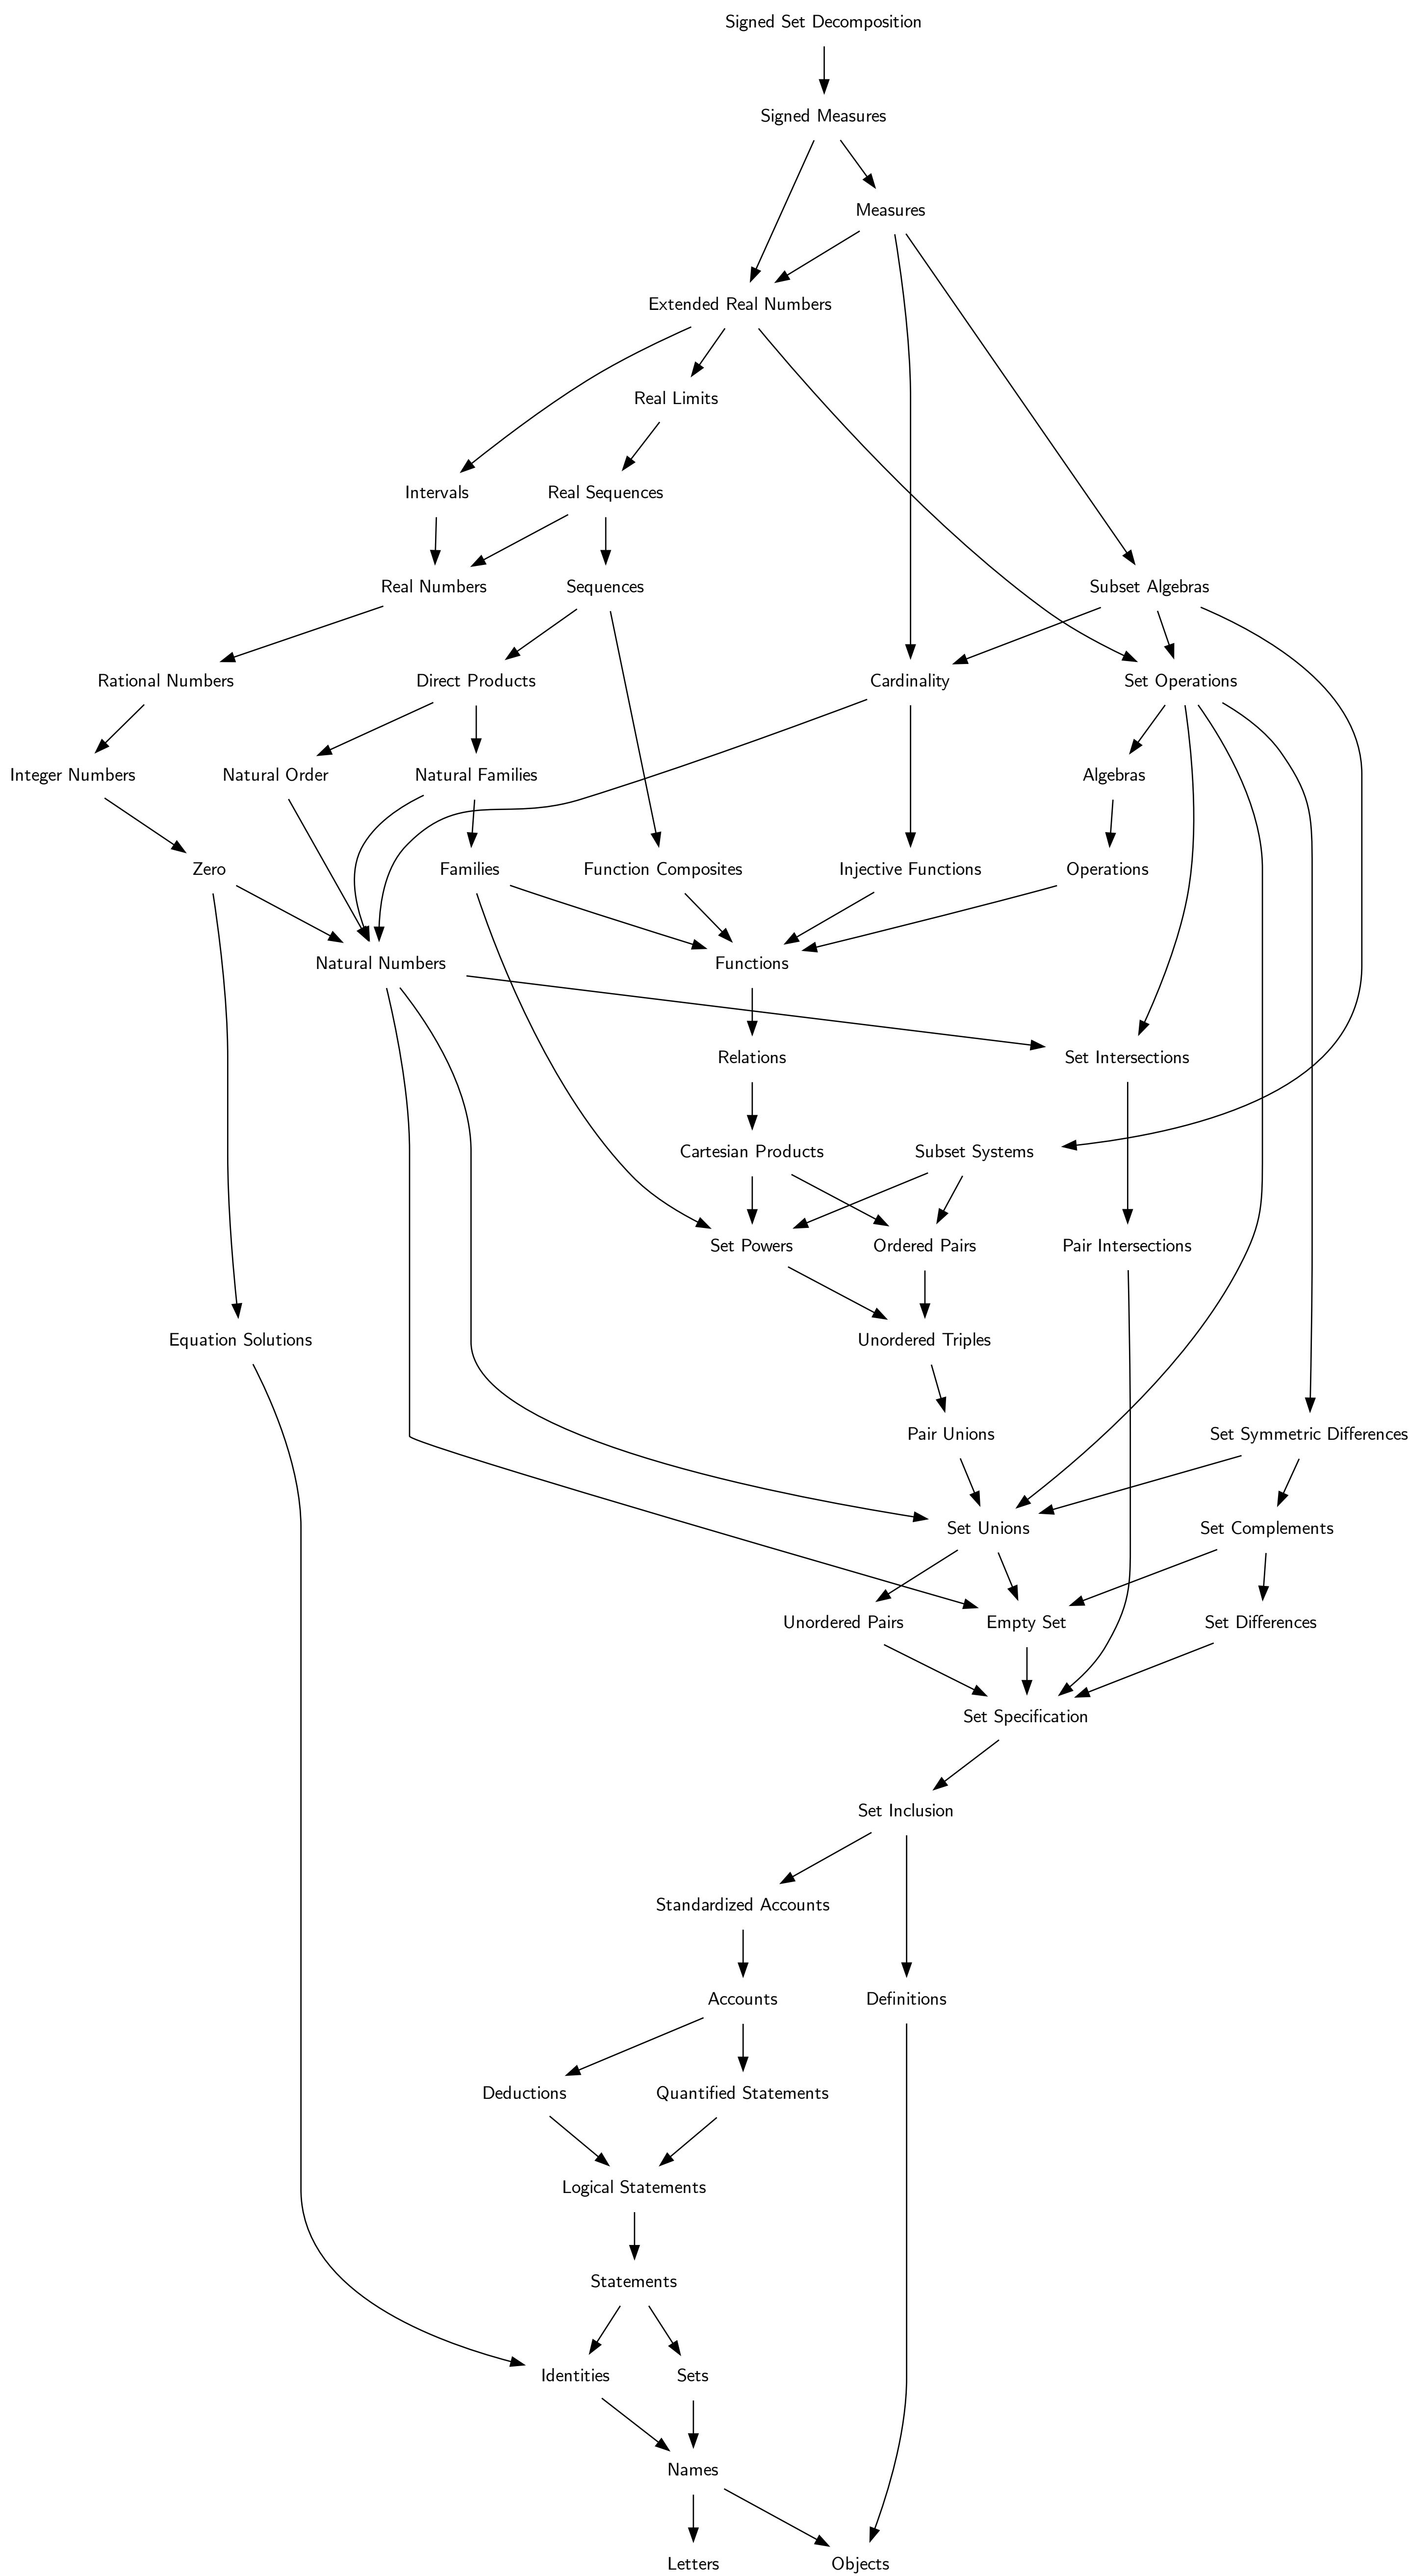 Signed Set Decomposition
Signed Measures
Measures
Extended Real Numbers
Real Limits
Intervals
Real Sequences
Real Numbers
Sequences
Subset Algebras
Rational Numbers
Direct Products
Cardinality
Set Operations
Integer Numbers
Natural Order
Natural Families
Algebras
Zero
Families
Function Composites
Injective Functions
Operations
Natural Numbers
Functions
Relations
Set Intersections
Cartesian Products
Subset Systems
Set Powers
Ordered Pairs
Pair Intersections
Equation Solutions
Unordered Triples
Pair Unions
Set Symmetric Differences
Set Unions
Set Complements
Unordered Pairs
Empty Set
Set Differences
Set Specification
Set Inclusion
Standardized Accounts
Accounts
Definitions
Deductions
Quantified Statements
Logical Statements
Statements
Identities
Sets
Names
Letters
Objects